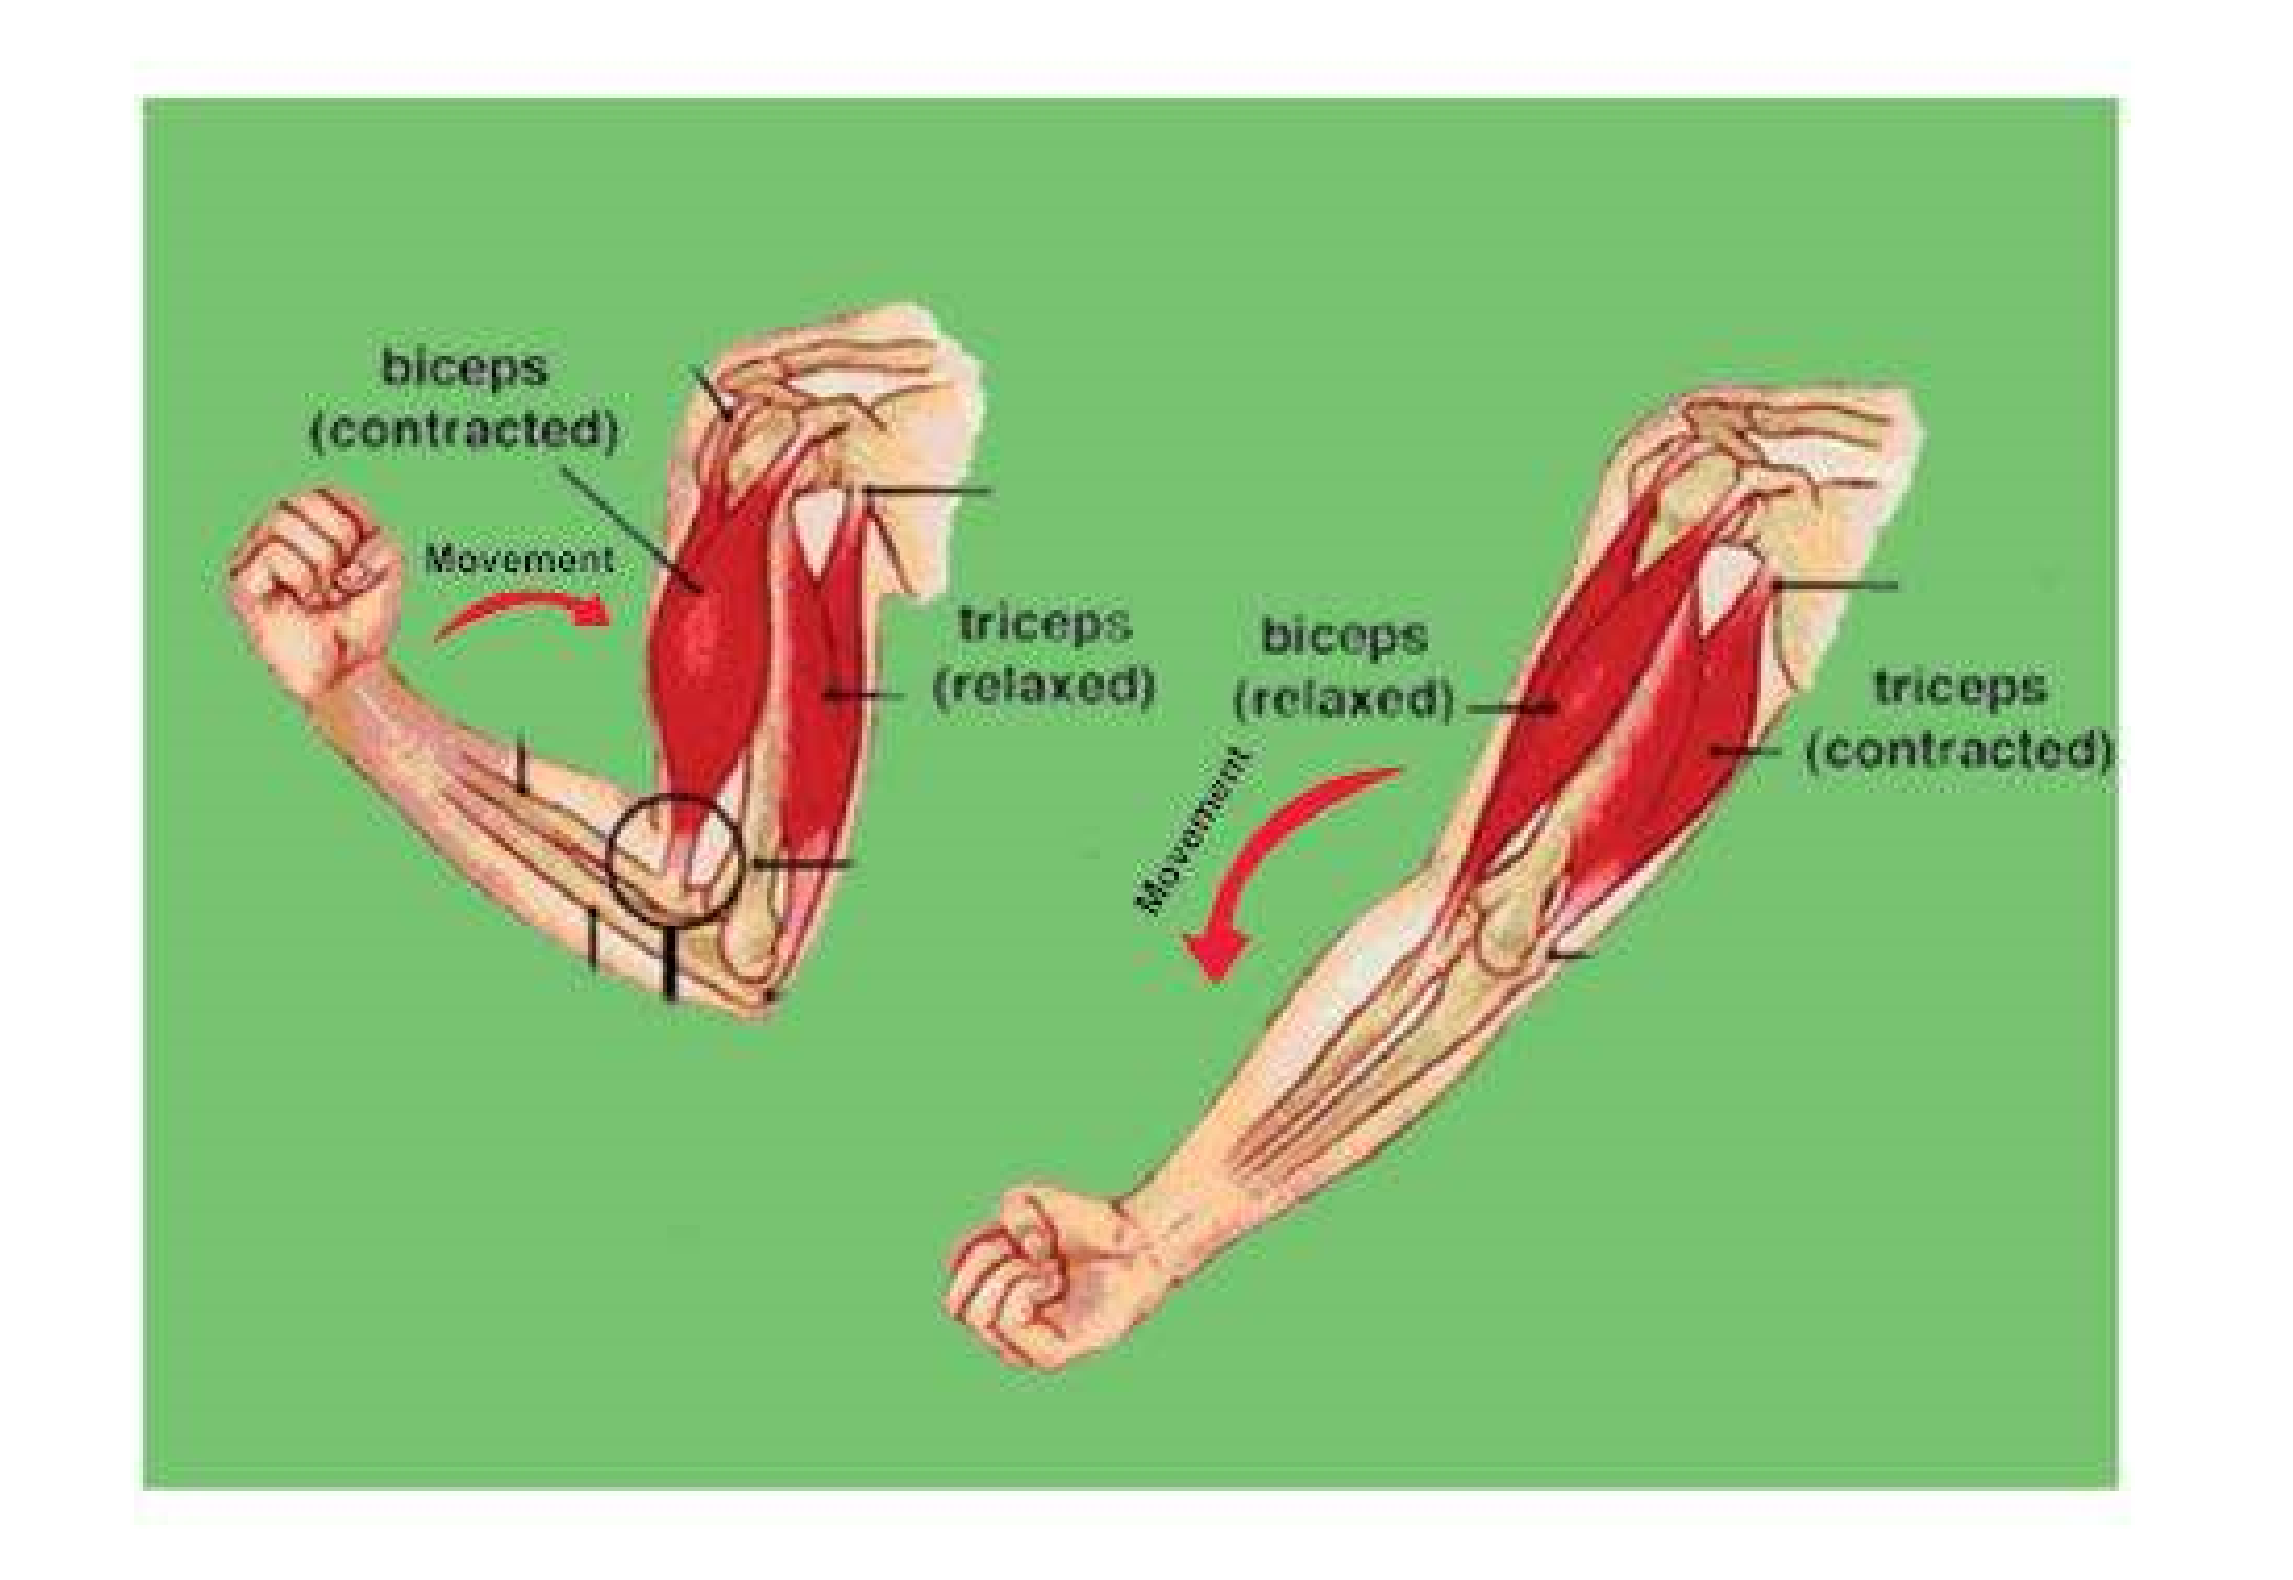 biceps
(contracted)
Movement
triceps
(relaxed)
biceps
(relaxed)
Movement
triceps
(contracted)